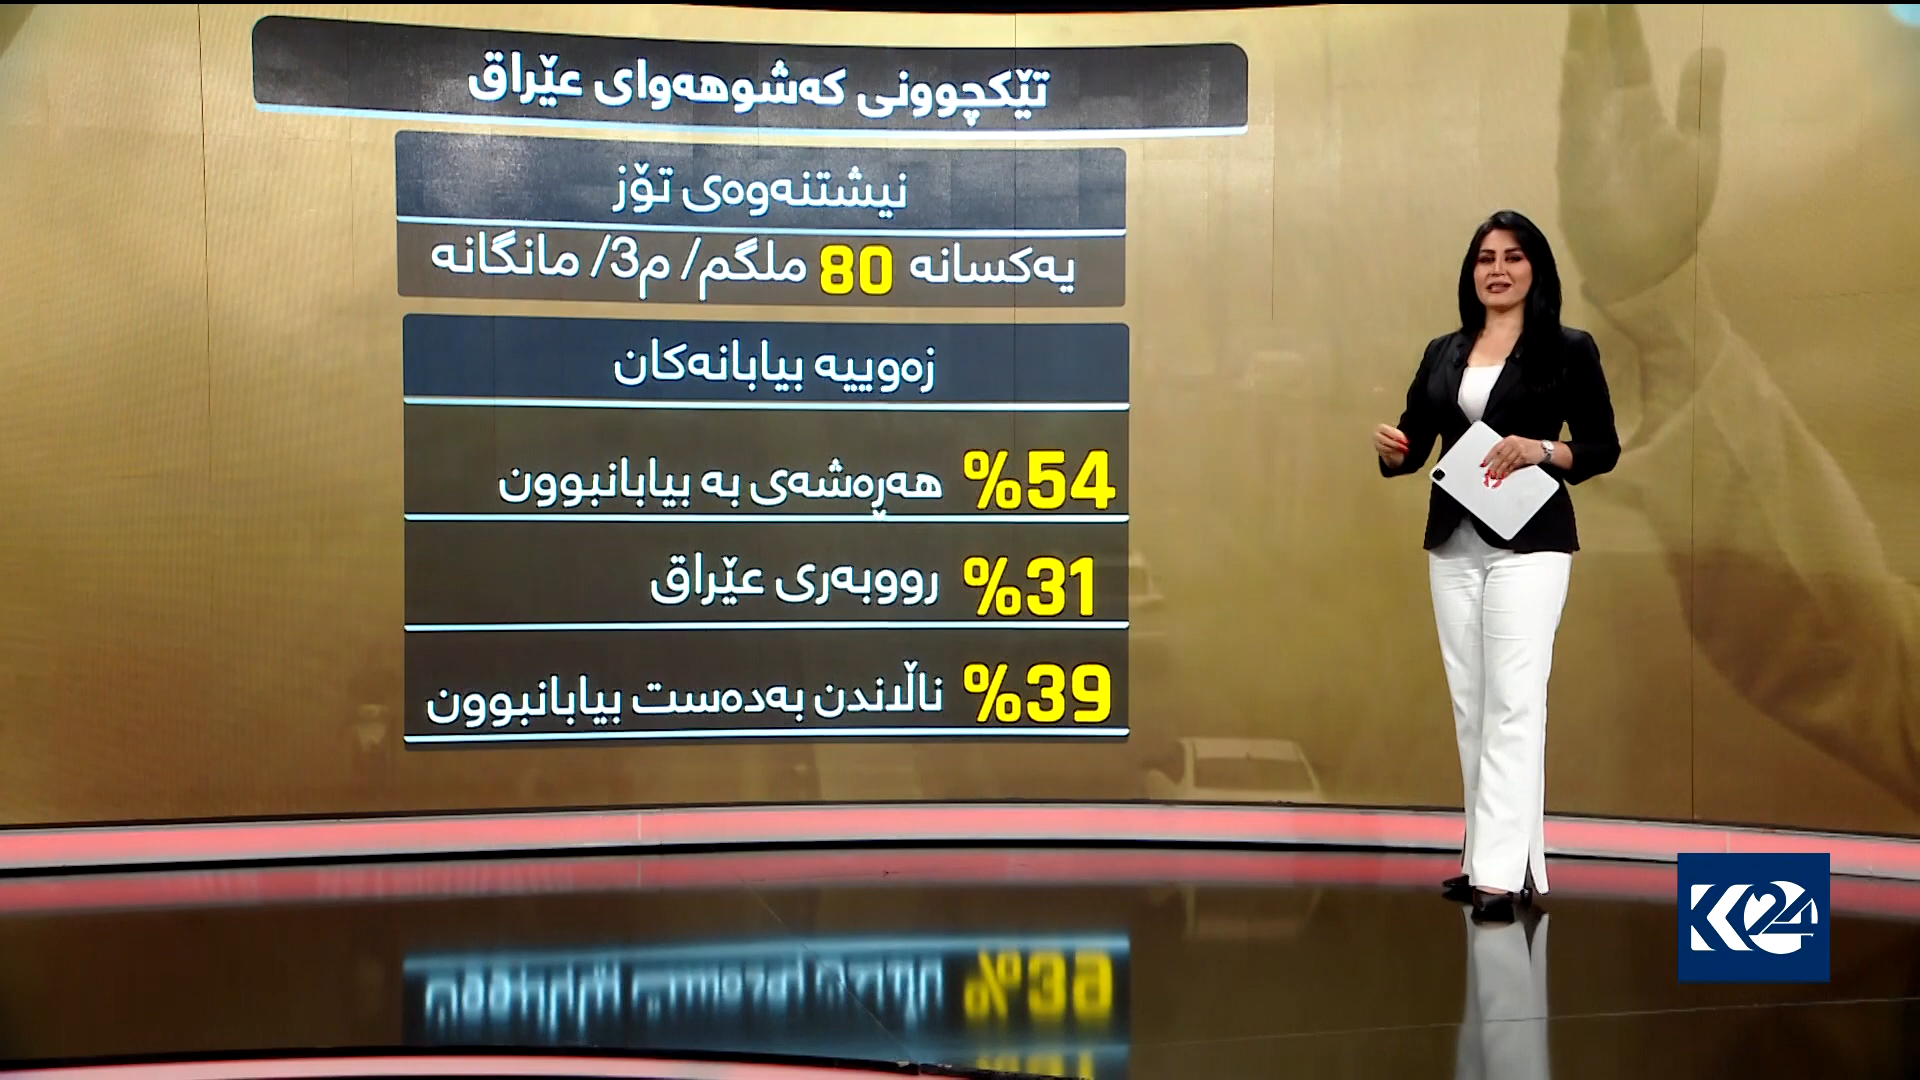 تێکچوونی کەشوهەوای عێراق
نیشتنەوەی تۆز
یەکسانە 80 ملگم/ م3/ مانگانە
زەوییە بیابانەکان
%54 هەڕەشەی بە بیابانبوون
%31 رووبەری عێراق
%39 ناڵاندن بەدەست بیابانبوون
K24